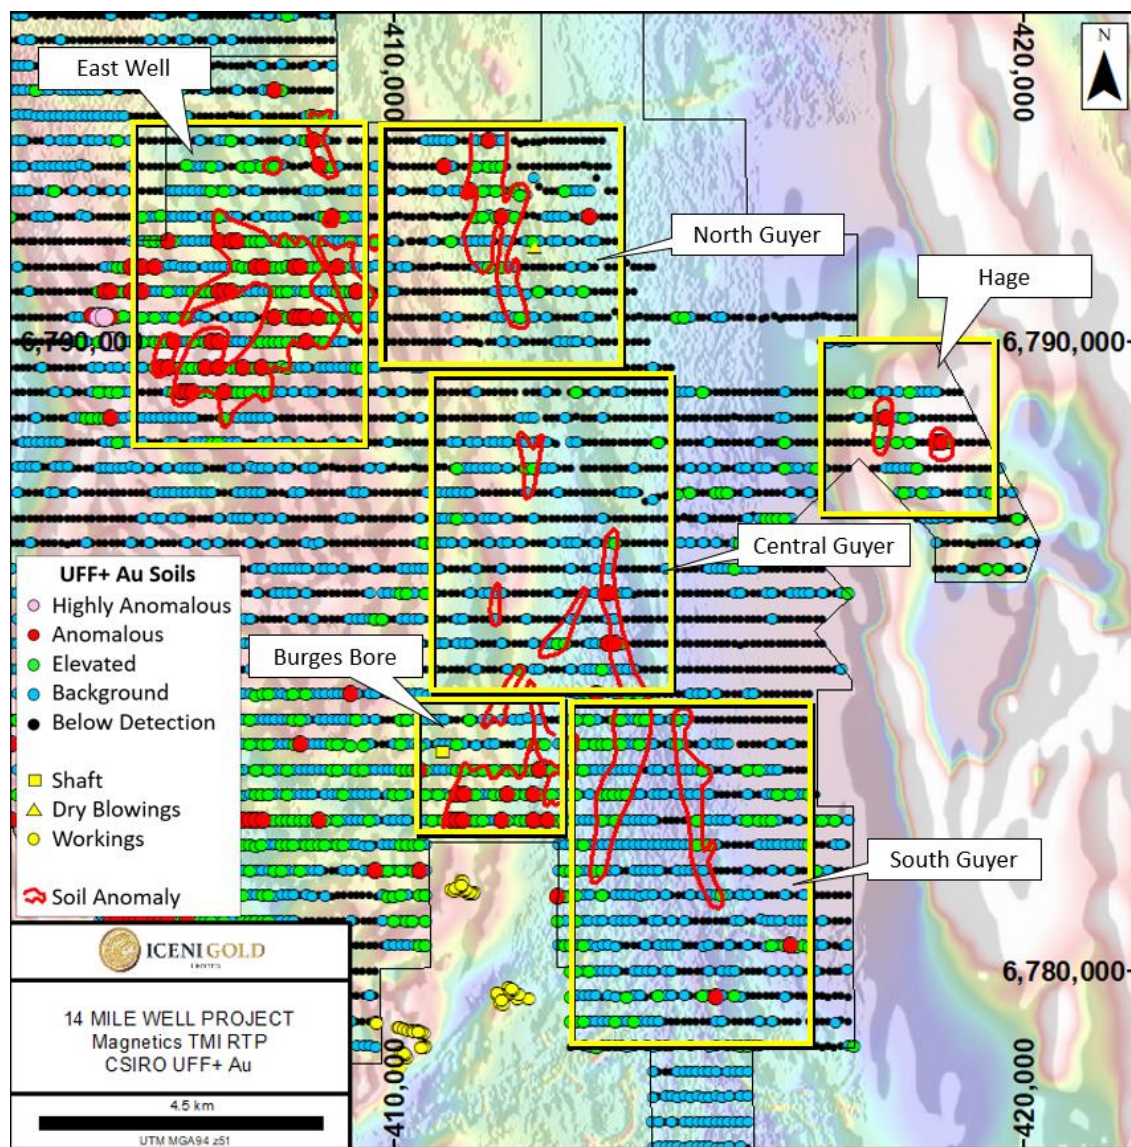 410,000
420,000
N
East Well
North Guyer
Hage
6,790,00
6,790,000
Central Guyer
UFF+ Au Soils
Highly Anomalous
Anomalous
Elevated
Background
Below Detection
Shaft
Dry Blowings
Workings
Soil Anomaly
Burges Bore
South Guyer
ICENI GOLD
LIMITED
6,780,000
14 MILE WELL PROJECT
Magnetics TMI RTP
CSIRO UFF+ Au
4.5 km
UTM MGA94 z51
410,000
420,000